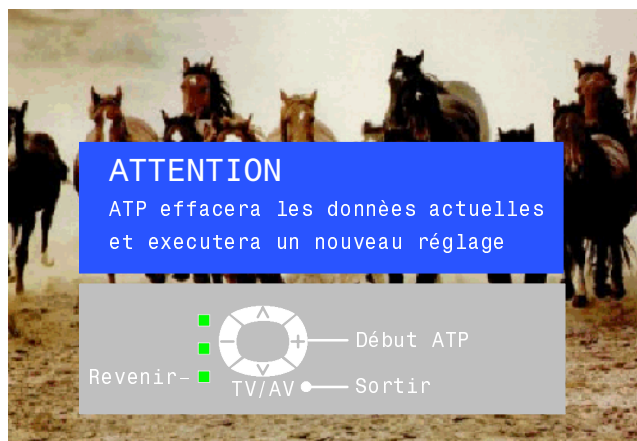 ATTENTION
ATP effacera les donnèes actuelles
et executera un nouveau réglage
Début ATP
Revenir
TV/AV
Sortir